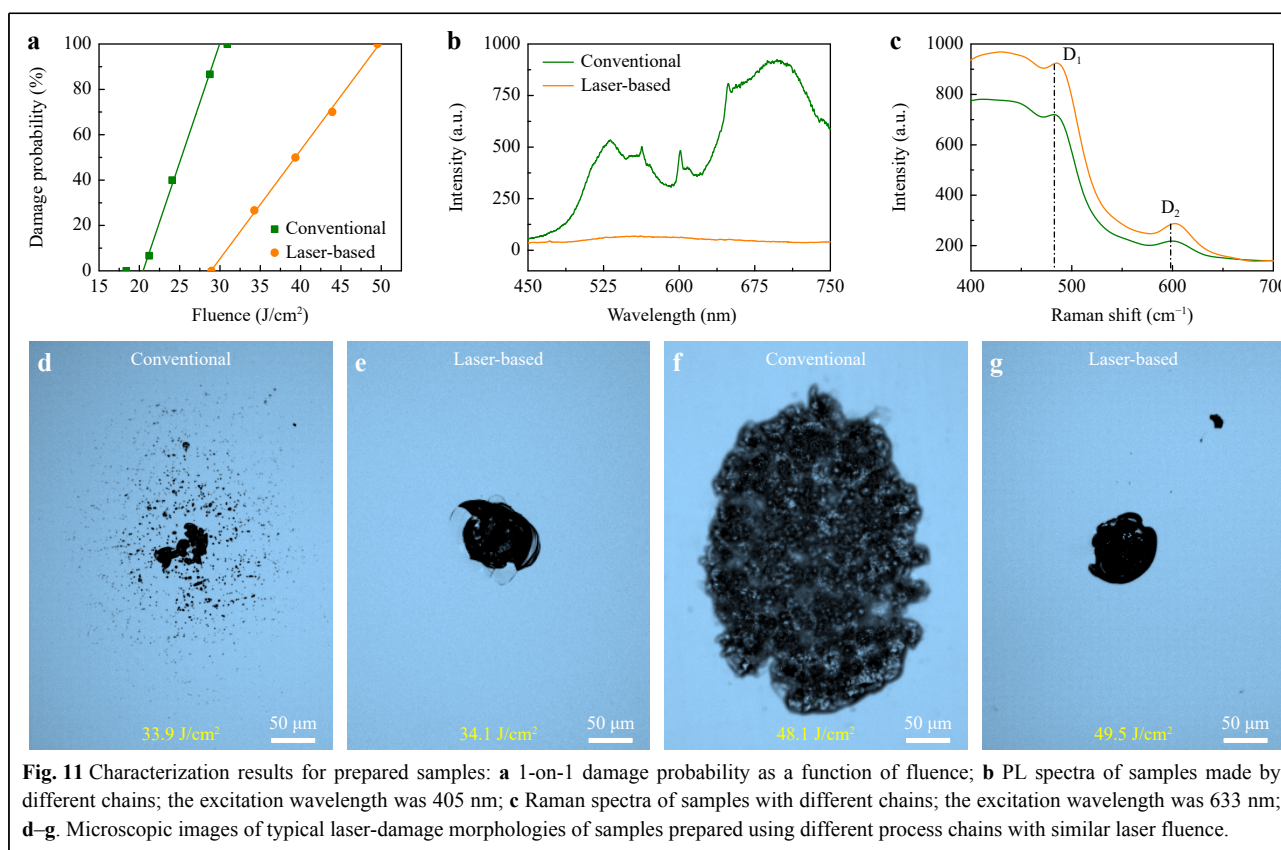 a
100
80
60
40
20
0
Damage probability (%)
Conventional
Laser-based
15 20 25 30 35 40 45 50
Fluence (J/cm²)
b
1000
750
500
250
0
Intensity (a.u.)
Conventional
Laser-based
450 525 600 675 750
Wavelength (nm)
c
1000
800
600
400
200
Intensity (a.u.)
D₁
D₂
400 500 600 700
Raman shift (cm⁻¹)
d
Conventional
33.9 J/cm²
50 μm
e
Laser-based
34.1 J/cm²
50 μm
f
Conventional
48.1 J/cm²
50 μm
g
Laser-based
49.5 J/cm²
50 μm
Fig. 11 Characterization results for prepared samples: a 1-on-1 damage probability as a function of fluence; b PL spectra of samples made by
different chains; the excitation wavelength was 405 nm; c Raman spectra of samples with different chains; the excitation wavelength was 633 nm;
d–g. Microscopic images of typical laser-damage morphologies of samples prepared using different process chains with similar laser fluence.